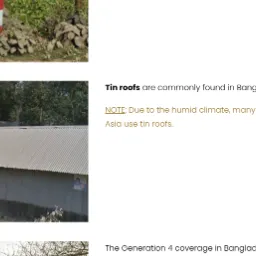 Tin roofs are commonly found in Bang
NOTE: Due to the humid climate, many
Asia use tin roofs.
The Generation 4 coverage in Banglad